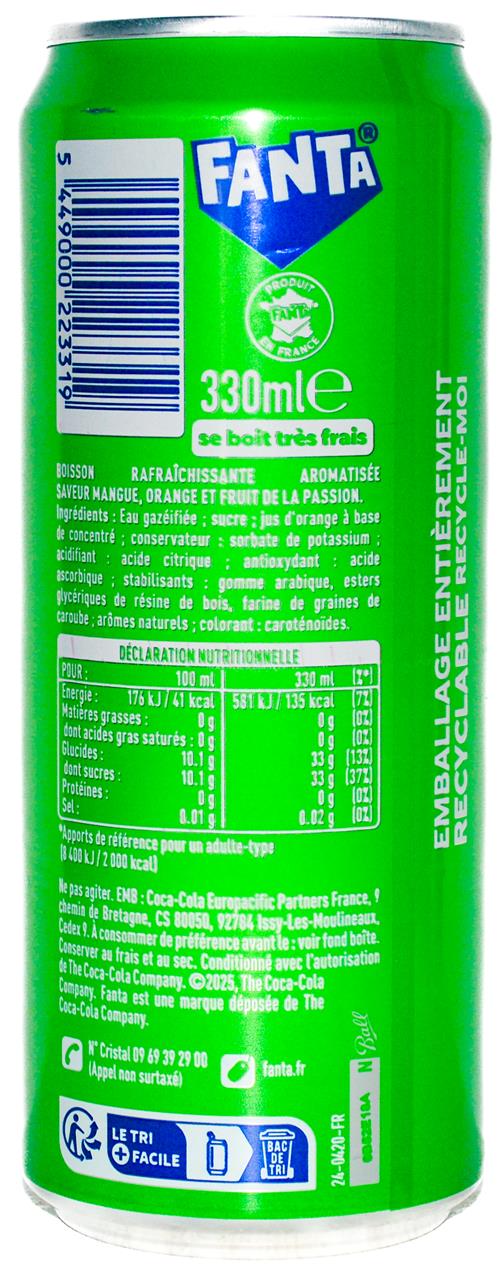 FANTA®
5 449000 223319
PRODUIT
FANTA
EN FRANCE
330ml e
se boit très frais
BOISSON RAFRAÎCHISSANTE AROMATISÉE
SAVEUR MANGUE, ORANGE ET FRUIT DE LA PASSION.
Ingrédients : Eau gazéifiée ; sucre ; jus d'orange à base
de concentré ; conservateur : sorbate de potassium ;
acidifiant : acide citrique ; antioxydant : acide
ascorbique ; stabilisants : gomme arabique, esters
glycériques de résine de bois, farine de graines de
caroube ; arômes naturels ; colorant : caroténoïdes.
DÉCLARATION NUTRITIONNELLE
POUR : 100 ml 330 ml (%*)
Energie : 176 kJ / 41 kcal 581 kJ / 135 kcal (7%)
Matières grasses : 0 g 0 g (0%)
dont acides gras saturés : 0 g 0 g (0%)
Glucides : 10.1 g 33 g (13%)
dont sucres : 10.1 g 33 g (37%)
Protéines : 0 g 0 g (0%)
Sel : 0.01 g 0.02 g (0%)
*Apports de référence pour un adulte-type
(8 400 kJ / 2 000 kcal)
Ne pas agiter. EMB : Coca-Cola Europacific Partners France, 9
chemin de Bretagne, CS 80050, 92784 Issy-Les-Moulineaux,
Cedex 9. À consommer de préférence avant le : voir fond boîte.
Conserver au frais et au sec. Conditionné avec l'autorisation
de The Coca-Cola Company. ©2025, The Coca-Cola
Company. Fanta est une marque déposée de The
Coca-Cola Company.
N° Cristal 09 69 39 29 00
(Appel non surtaxé)
fanta.fr
LE TRI
+ FACILE
BAC
DE
TRI
24-0420-FR
N Ball
EMBALLAGE ENTIÈREMENT
RECYCLABLE RECYCLE-MOI